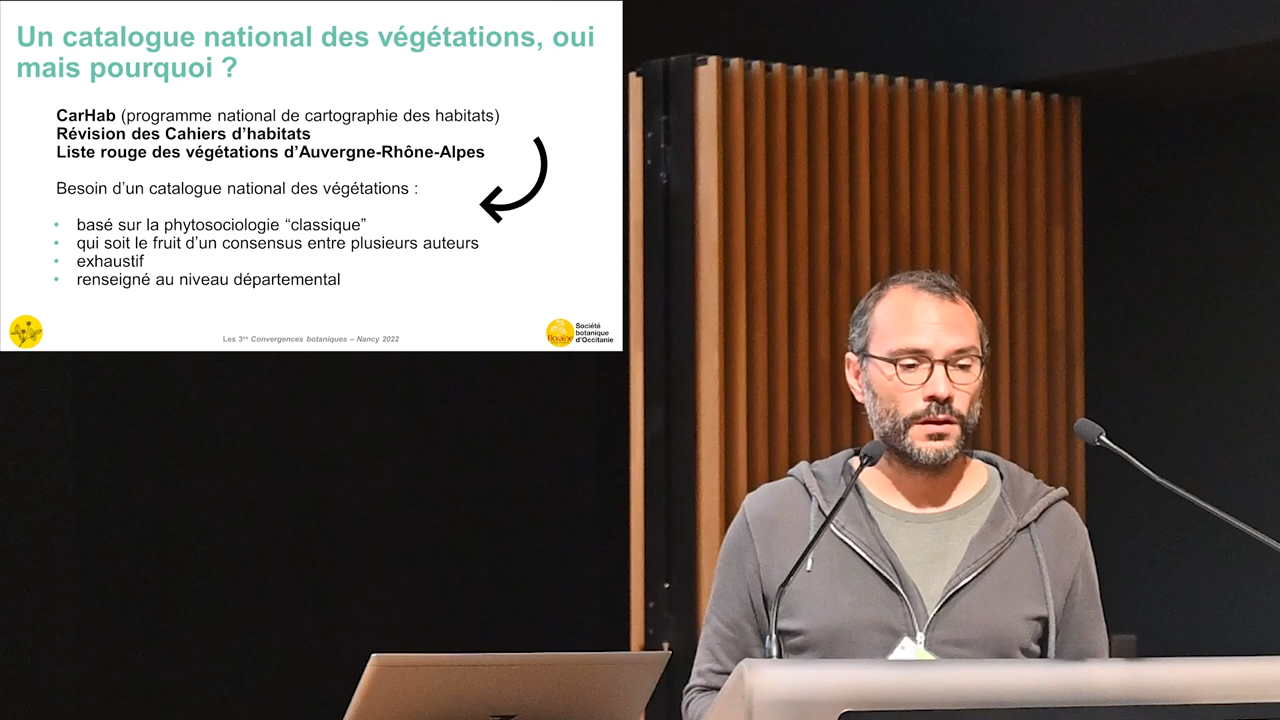 Un catalogue national des végétations, oui
mais pourquoi ?
CarHab (programme national de cartographie des habitats)
Révision des Cahiers d’habitats
Liste rouge des végétations d’Auvergne-Rhône-Alpes
Besoin d’un catalogue national des végétations :
• basé sur la phytosociologie “classique”
• qui soit le fruit d’un consensus entre plusieurs auteurs
• exhaustif
• renseigné au niveau départemental
Les 3es Convergences botaniques – Nancy 2022
floraine
Société
botanique
d’Occitanie